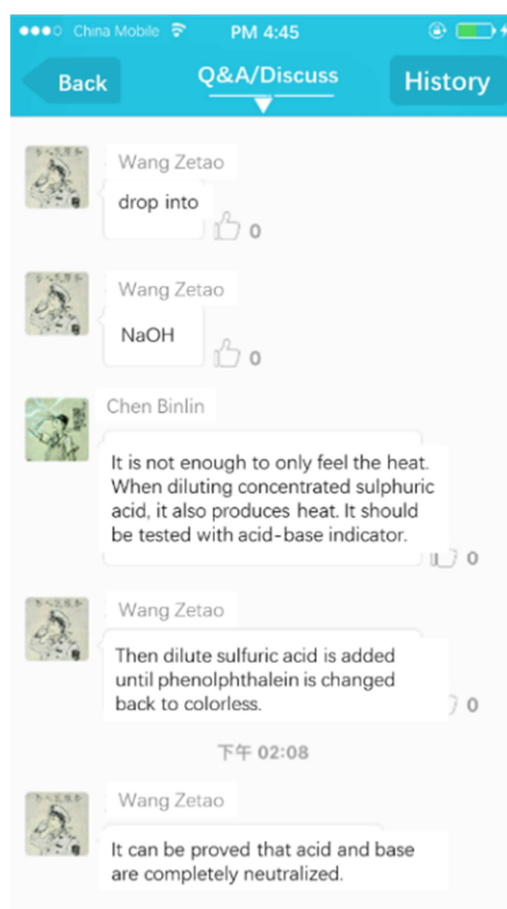 China Mobile PM 4:45
Back Q&A/Discuss History
Wang Zetao
drop into
0
Wang Zetao
NaOH
0
Chen Binlin
It is not enough to only feel the heat.
When diluting concentrated sulphuric
acid, it also produces heat. It should
be tested with acid-base indicator.
0
Wang Zetao
Then dilute sulfuric acid is added
until phenolphthalein is changed
back to colorless.
0
下午 02:08
Wang Zetao
It can be proved that acid and base
are completely neutralized.